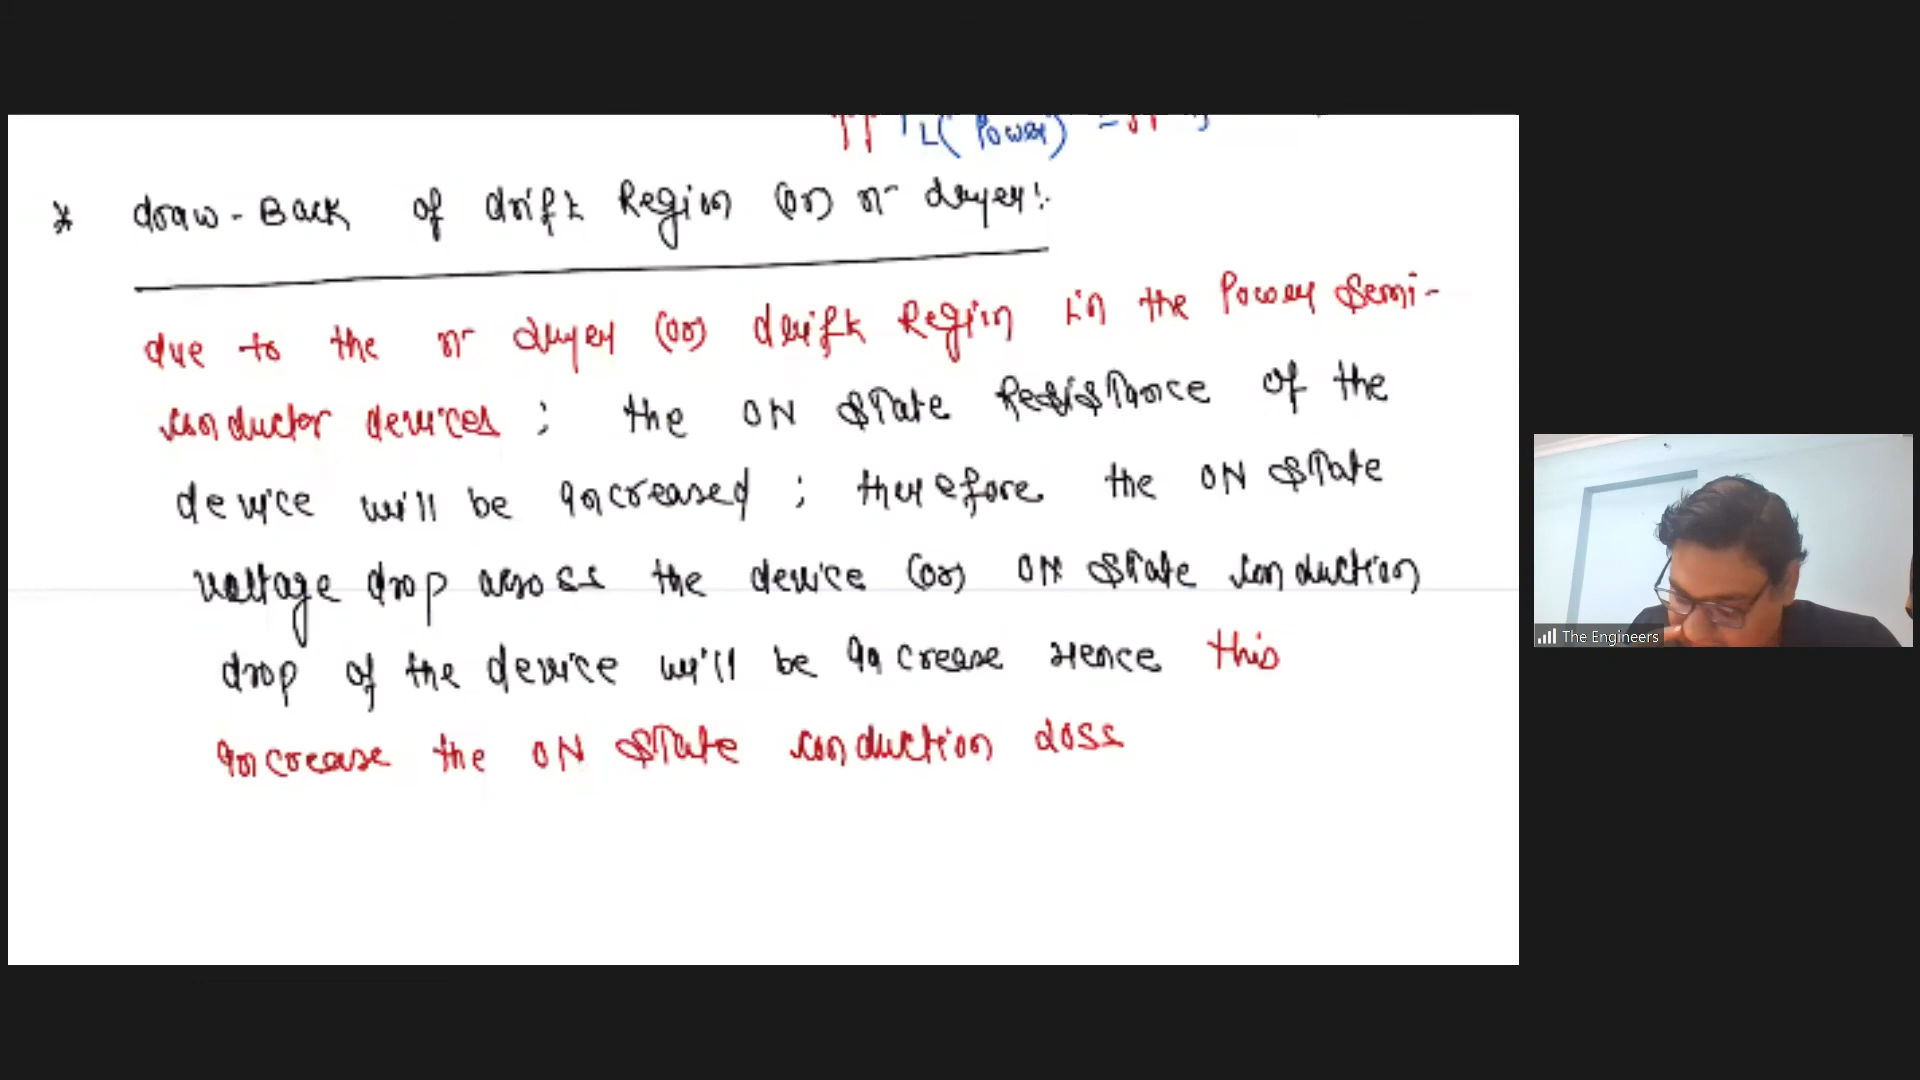 L(Power) =
* draw-Back of drift Region (or) n- Layer:
due to the n- Layer (or) drift Region in the Power Semi-
conductor devices ; the ON State Resistance of the
device will be increased ; therefore the ON State
voltage drop across the device (or) ON State conduction
drop of the device will be increase Hence this
increase the ON State conduction Loss
The Engineers